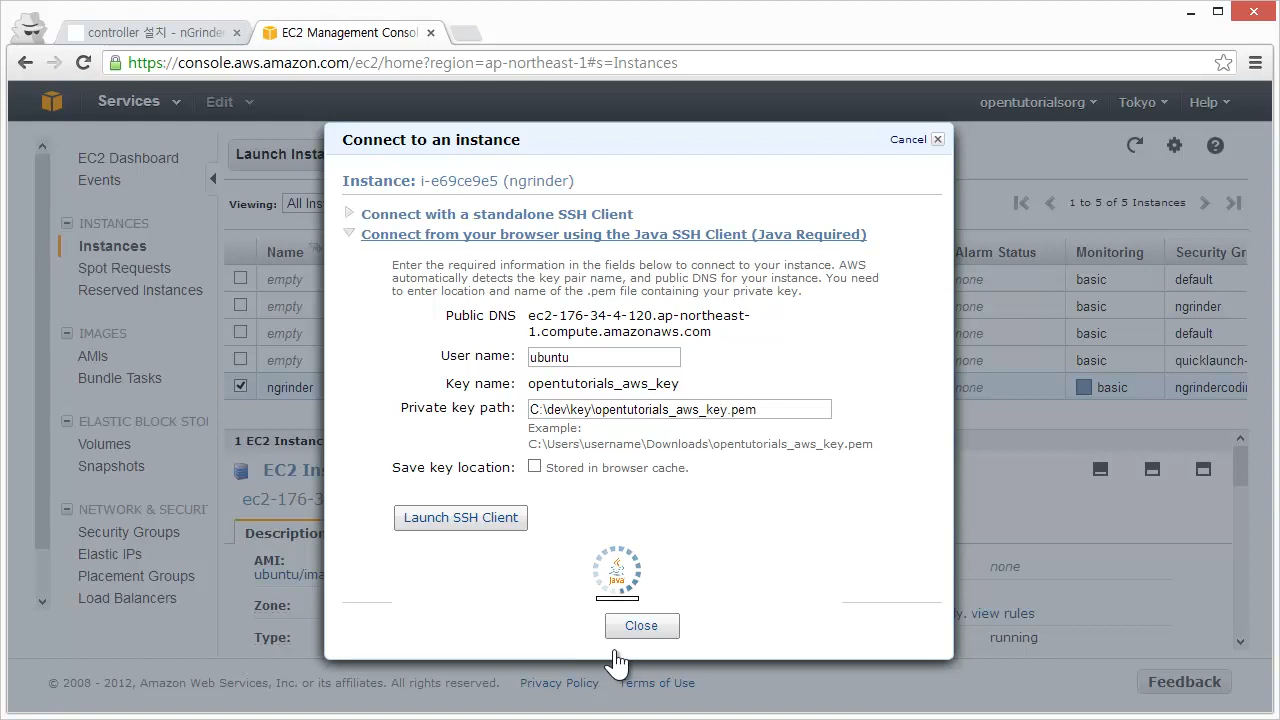 controller 설치 - nGrinder
EC2 Management Consol
https://console.aws.amazon.com/ec2/home?region=ap-northeast-1#s=Instances
Services
Edit
opentutorialsorg
Tokyo
Help
EC2 Dashboard
Events
INSTANCES
Instances
Spot Requests
Reserved Instances
IMAGES
AMIs
Bundle Tasks
ELASTIC BLOCK STO
Volumes
Snapshots
NETWORK & SECURI
Security Groups
Elastic IPs
Placement Groups
Load Balancers
Launch Insta
Viewing: All Ins
1 to 5 of 5 Instances
Name Alarm Status Monitoring Security Gr
empty none basic default
empty none basic ngrinder
empty none basic default
empty none basic quicklaunch-
ngrinder none basic ngrindercodin
1 EC2 Instanc
EC2 In
ec2-176-3
Description
AMI:
ubuntu/ima
none
Zone:
y. view rules
Type:
running
Connect to an instance
Cancel
Instance: i-e69ce9e5 (ngrinder)
Connect with a standalone SSH Client
Connect from your browser using the Java SSH Client (Java Required)
Enter the required information in the fields below to connect to your instance. AWS
automatically detects the key pair name, and public DNS for your instance. You need
to enter location and name of the .pem file containing your private key.
Public DNS ec2-176-34-4-120.ap-northeast-
1.compute.amazonaws.com
User name: ubuntu
Key name: opentutorials_aws_key
Private key path: C:\dev\key\opentutorials_aws_key.pem
Example:
C:\Users\username\Downloads\opentutorials_aws_key.pem
Save key location: Stored in browser cache.
Launch SSH Client
Java
Close
© 2008 - 2012, Amazon Web Services, Inc. or its affiliates. All rights reserved. Privacy Policy Terms of Use
Feedback